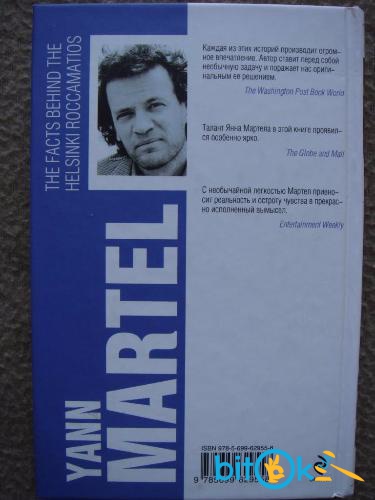 THE FACTS BEHIND THE
HELSINKI ROCCAMATIOS
YANN
MARTEL
Каждая из этих историй производит огром-
ное впечатление. Автор ставит перед собой
необычную задачу и поражает нас ориги-
нальным ее решением.
The Washington Post Book World
Талант Янна Мартела в этой книге проявил-
ся особенно ярко.
The Globe and Mail
С необычайной легкостью Мартел привно-
сит реальность и остроту чувства в прекрас-
но исполненный вымысел.
Entertainment Weekly
ISBN 978-5-699-62955-8